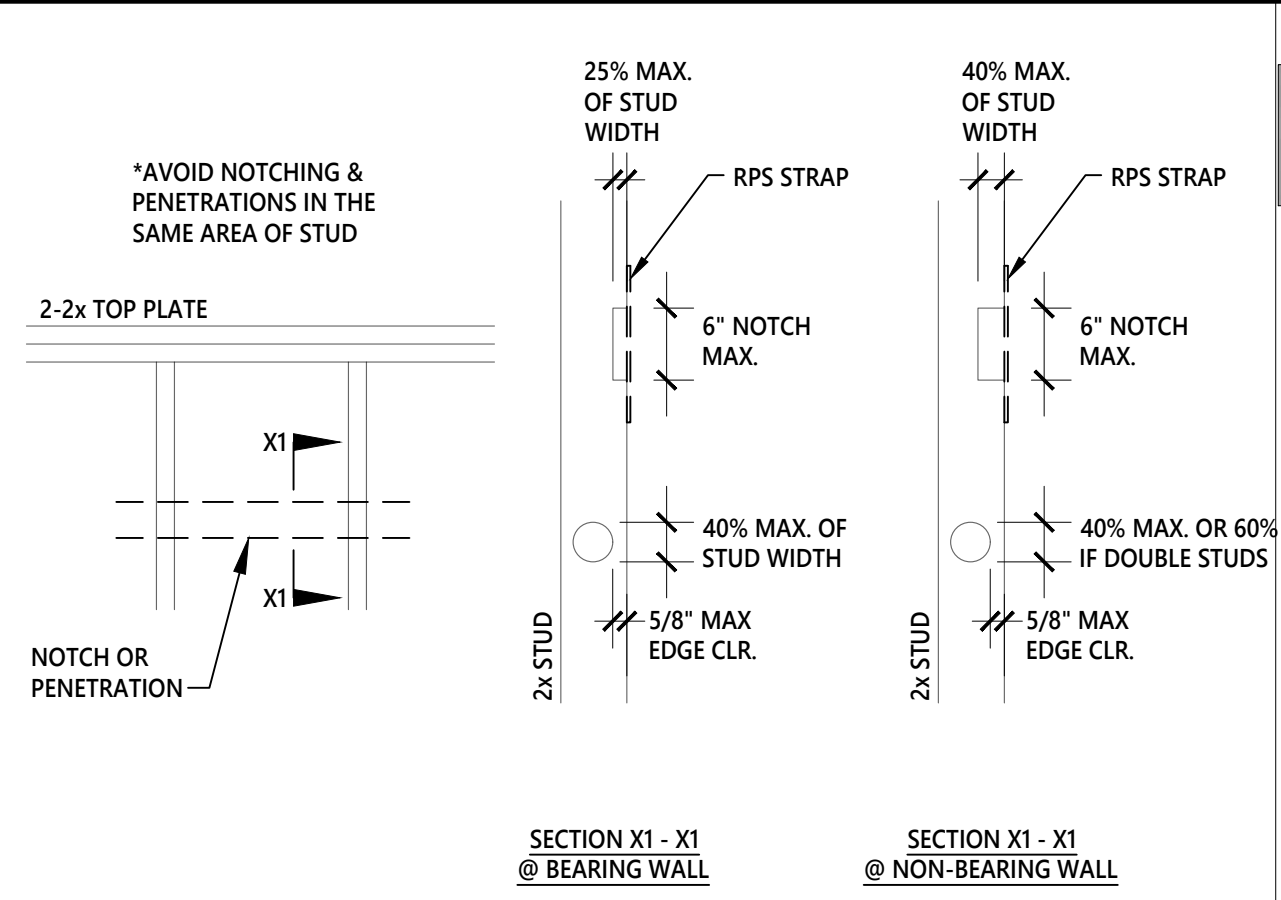 *AVOID NOTCHING &
PENETRATIONS IN THE
SAME AREA OF STUD
2-2x TOP PLATE
X1
X1
NOTCH OR
PENETRATION
25% MAX.
OF STUD
WIDTH
RPS STRAP
6" NOTCH
MAX.
40% MAX. OF
STUD WIDTH
5/8" MAX
EDGE CLR.
2x STUD
SECTION X1 - X1
@ BEARING WALL
40% MAX.
OF STUD
WIDTH
RPS STRAP
6" NOTCH
MAX.
40% MAX. OR 60%
IF DOUBLE STUDS
5/8" MAX
EDGE CLR.
2x STUD
SECTION X1 - X1
@ NON-BEARING WALL